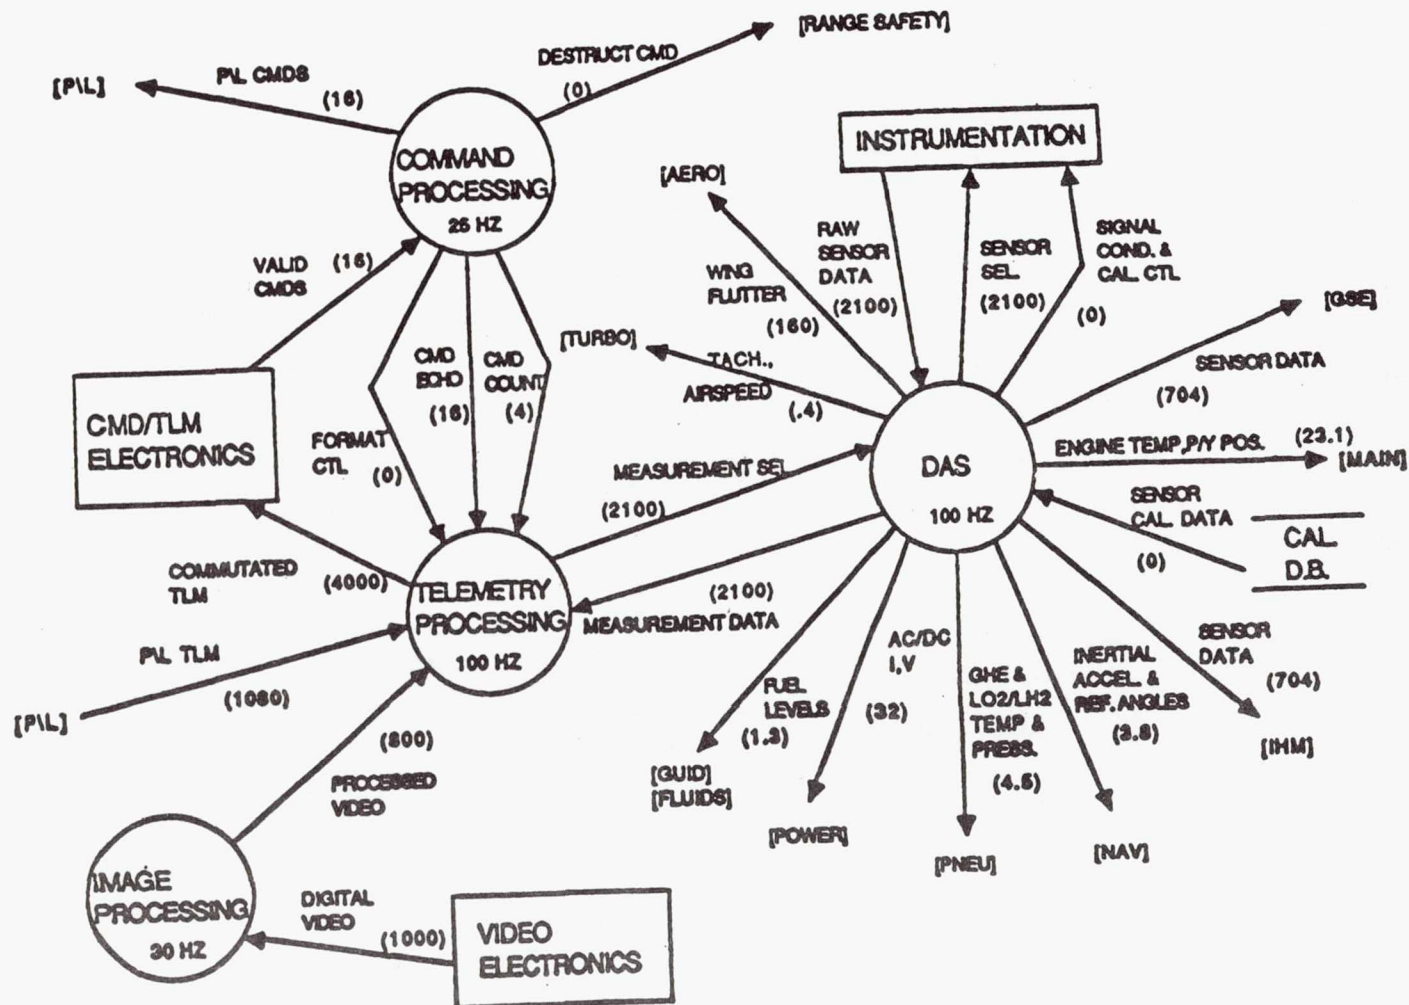 [RANGE SAFETY]
DESTRUCT CMD
(0)
[P\L]
P\L CMDS
(16)
COMMAND
PROCESSING
25 HZ
INSTRUMENTATION
[AERO]
RAW
SENSOR
DATA
(2100)
SENSOR
SEL.
(2100)
SIGNAL
COND. &
CAL. CTL
(0)
VALID
CMDS
(16)
WING
FLUTTER
(160)
[GSE]
SENSOR DATA
(704)
[TURBO]
TACH.,
AIRSPEED
(.4)
CMD
ECHO
(16)
CMD
COUNT
(4)
CMD/TLM
ELECTRONICS
FORMAT
CTL
(0)
MEASUREMENT SEL
(2100)
DAS
100 HZ
ENGINE TEMP,P/Y POS.
(23.1)
[MAIN]
SENSOR
CAL. DATA
(0)
CAL.
D.B.
COMMUTATED
TLM
(4000)
TELEMETRY
PROCESSING
100 HZ
(2100)
MEASUREMENT DATA
P\L TLM
(1080)
[P\L]
FUEL
LEVELS
(1.3)
[GUID]
[FLUIDS]
AC/DC
I,V
(32)
[POWER]
GHE &
LO2/LH2
TEMP &
PRESS.
(4.5)
[PNEU]
INERTIAL
ACCEL. &
REF. ANGLES
(3.8)
[NAV]
SENSOR
DATA
(704)
[IHM]
(800)
PROCESSED
VIDEO
IMAGE
PROCESSING
30 HZ
DIGITAL
VIDEO
(1000)
VIDEO
ELECTRONICS